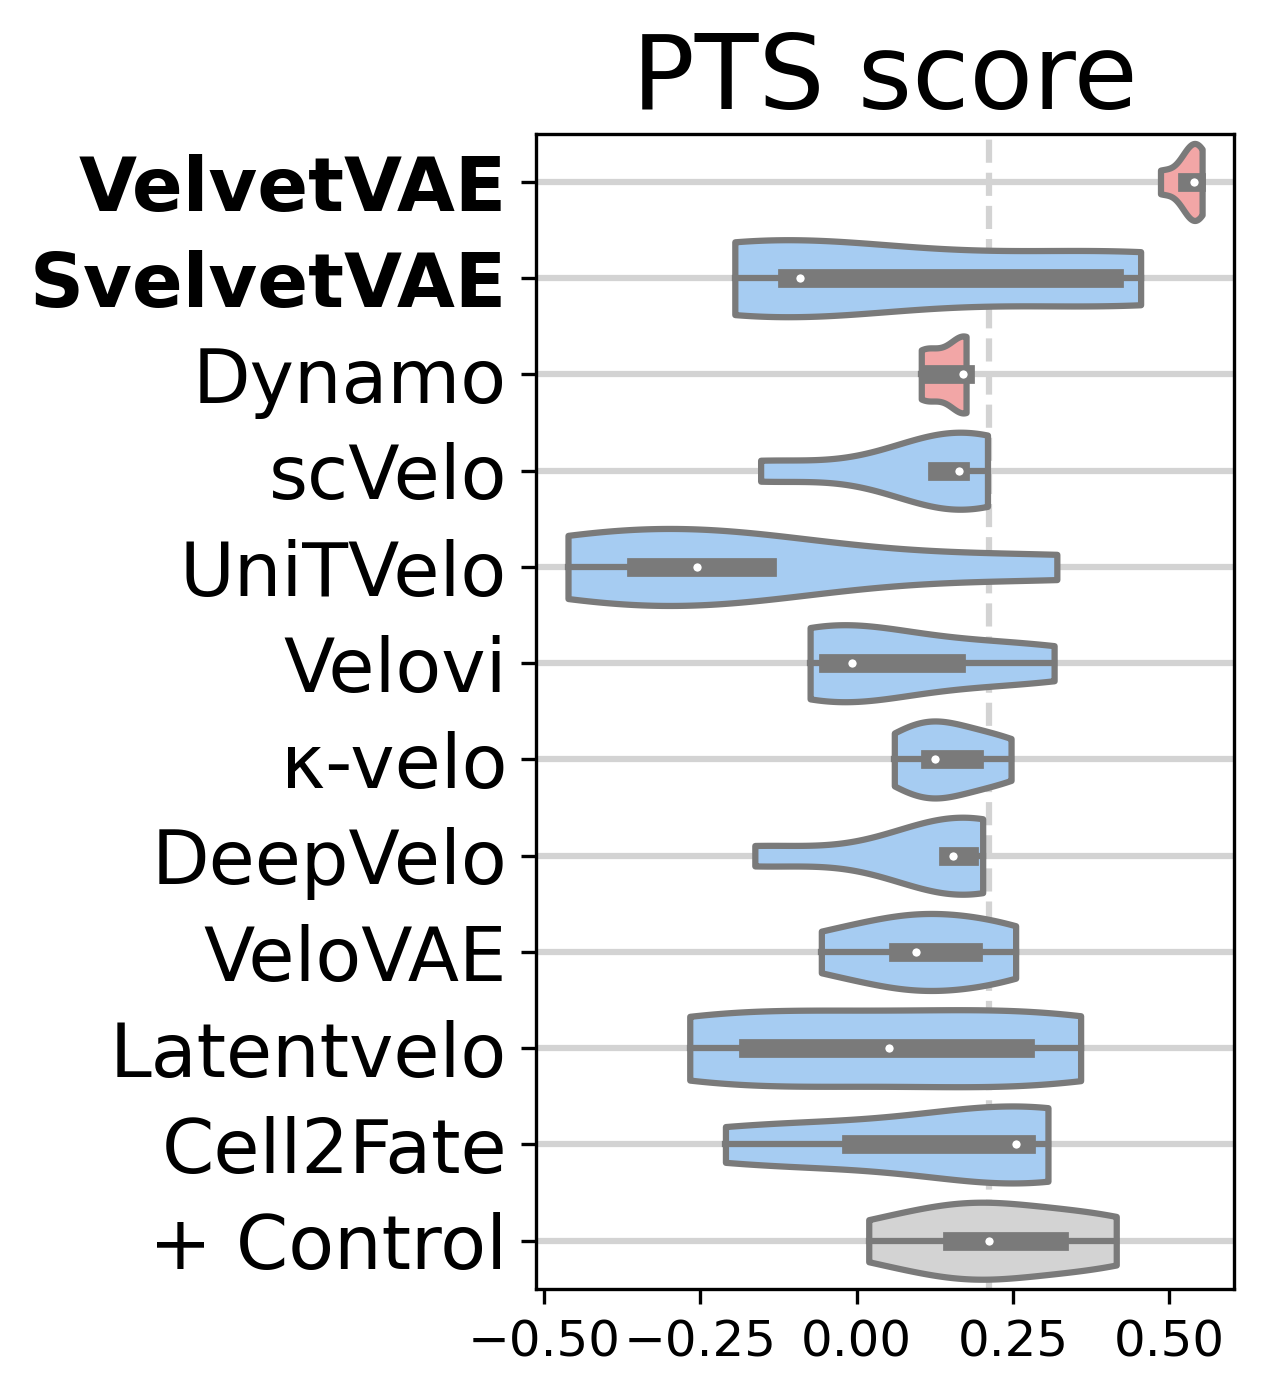 PTS score
VelvetVAE
SvelvetVAE
Dynamo
scVelo
UniTVelo
Velovi
κ-velo
DeepVelo
VeloVAE
Latentvelo
Cell2Fate
+ Control
−0.50 −0.25 0.00 0.25 0.50